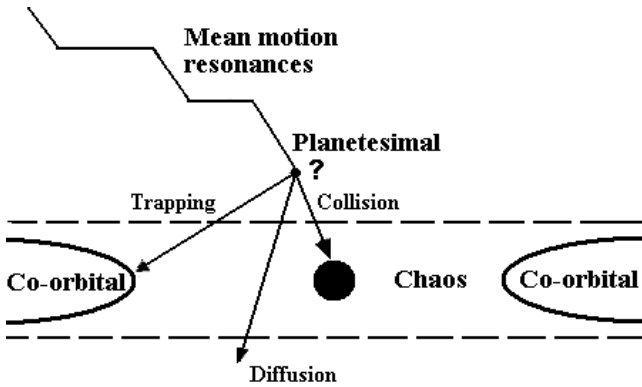 Mean motion
resonances
Planetesimal
?
Trapping
Collision
Co-orbital
Chaos
Co-orbital
Diffusion